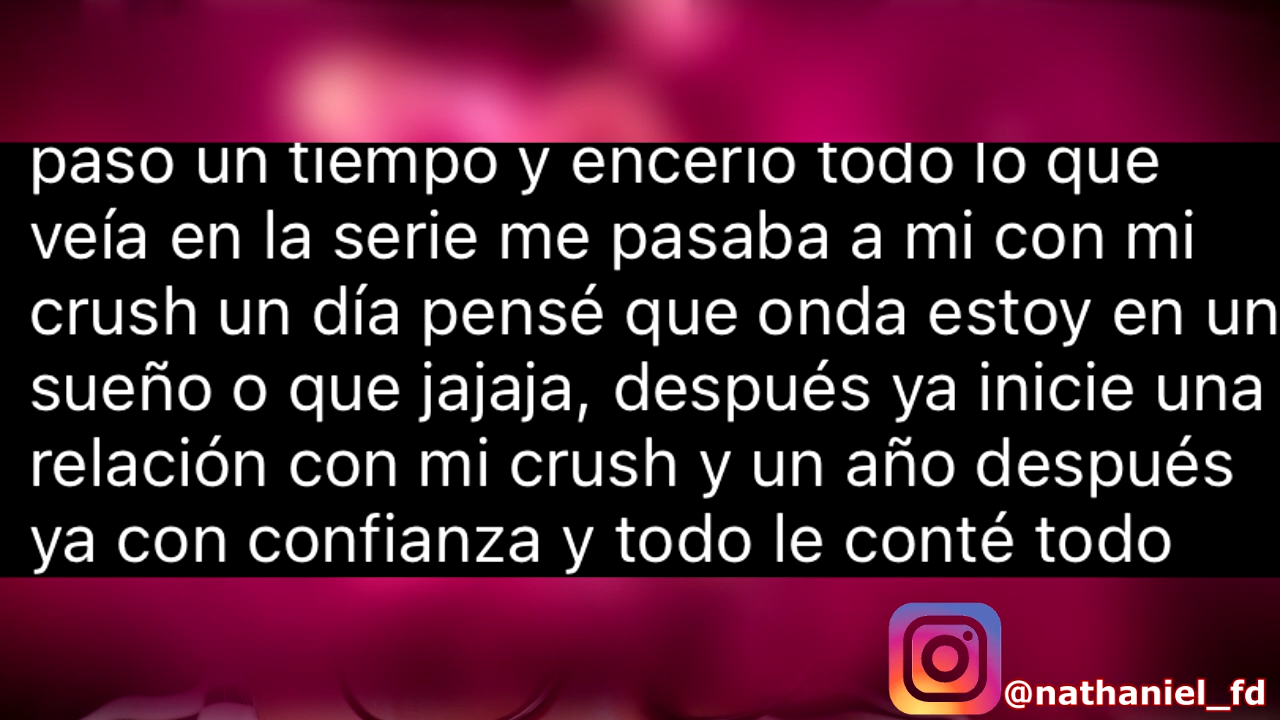 paso un tiempo y encerio todo lo que
veía en la serie me pasaba a mi con mi
crush un día pensé que onda estoy en un
sueño o que jajaja, después ya inicie una
relación con mi crush y un año después
ya con confianza y todo le conté todo
@nathaniel_fd